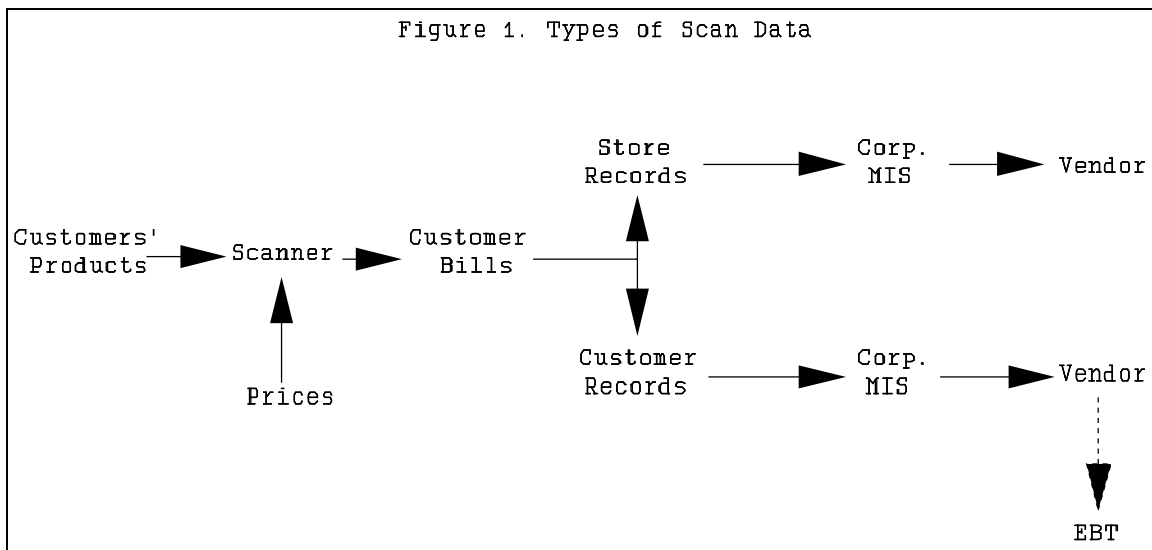 Figure 1. Types of Scan Data
Store
Records
Corp.
MIS
Vendor
Customers'
Products
Scanner
Customer
Bills
Prices
Customer
Records
Corp.
MIS
Vendor
EBT